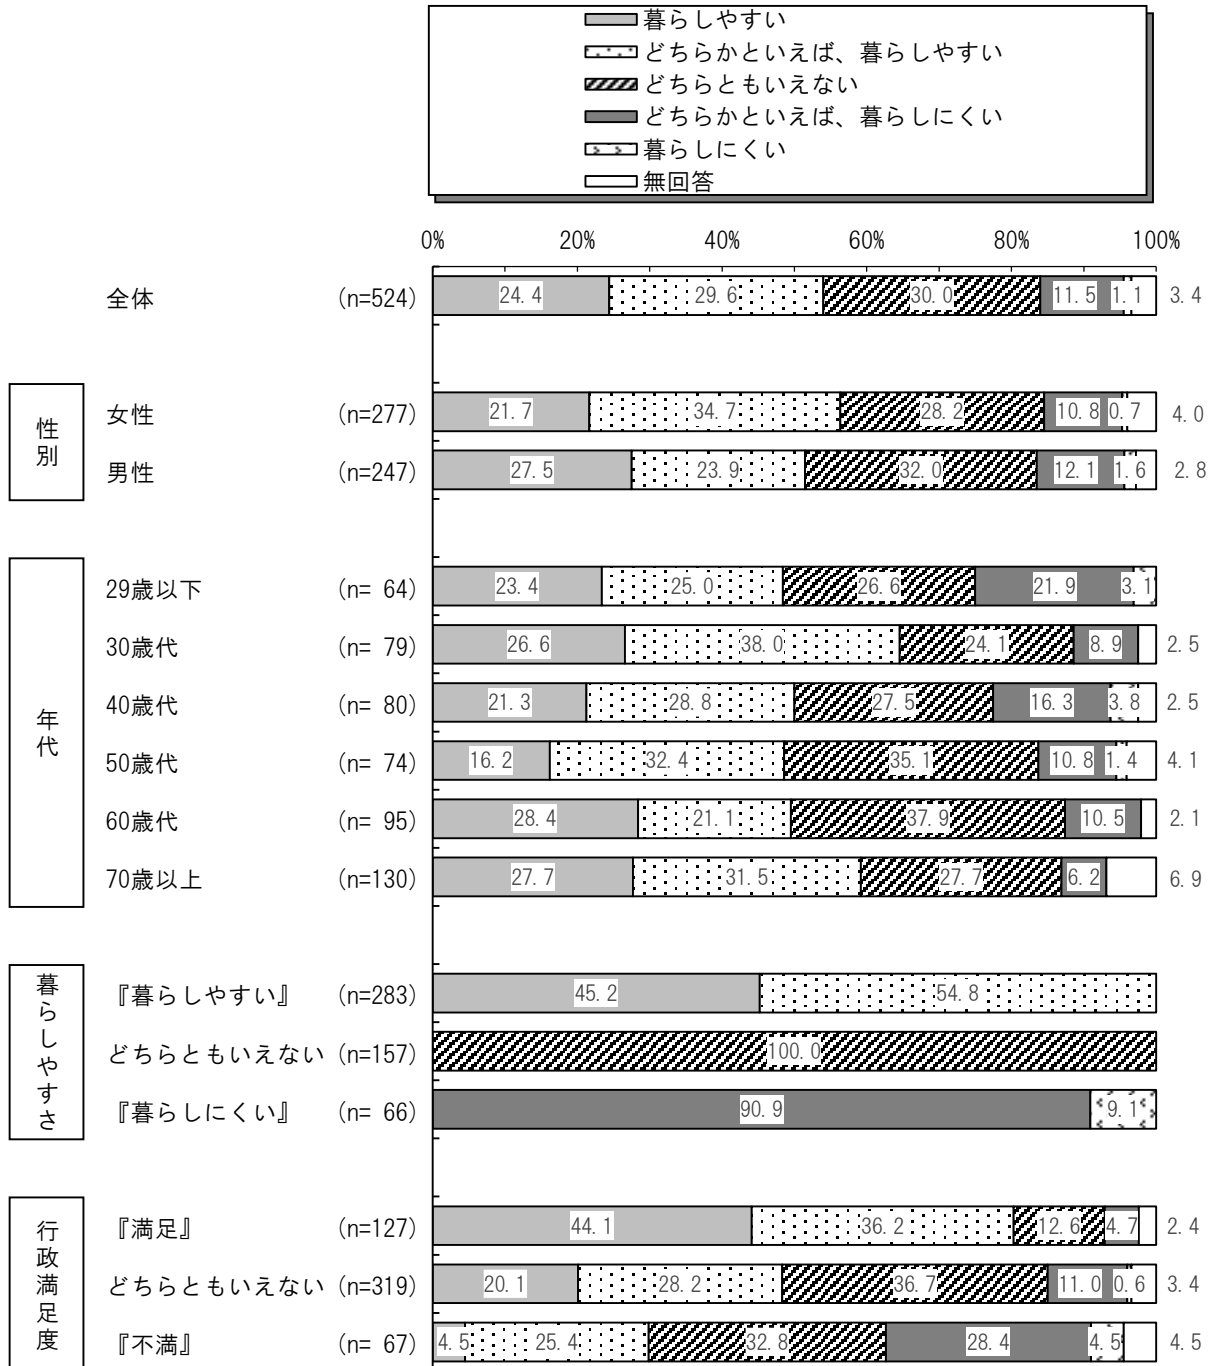 暮らしやすい
どちらかといえば、暮らしやすい
どちらともいえない
どちらかといえば、暮らしにくい
暮らしにくい
無回答
0% 20% 40% 60% 80% 100%
全体 (n=524) 24.4 29.6 30.0 11.5 1.1 3.4
性別
女性 (n=277) 21.7 34.7 28.2 10.8 0.7 4.0
男性 (n=247) 27.5 23.9 32.0 12.1 1.6 2.8
年代
29歳以下 (n= 64) 23.4 25.0 26.6 21.9 3.1
30歳代 (n= 79) 26.6 38.0 24.1 8.9 2.5
40歳代 (n= 80) 21.3 28.8 27.5 16.3 3.8 2.5
50歳代 (n= 74) 16.2 32.4 35.1 10.8 1.4 4.1
60歳代 (n= 95) 28.4 21.1 37.9 10.5 2.1
70歳以上 (n=130) 27.7 31.5 27.7 6.2 6.9
暮らしやすさ
『暮らしやすい』 (n=283) 45.2 54.8
どちらともいえない (n=157) 100.0
『暮らしにくい』 (n= 66) 90.9 9.1
行政満足度
『満足』 (n=127) 44.1 36.2 12.6 4.7 2.4
どちらともいえない (n=319) 20.1 28.2 36.7 11.0 0.6 3.4
『不満』 (n= 67) 4.5 25.4 32.8 28.4 4.5 4.5